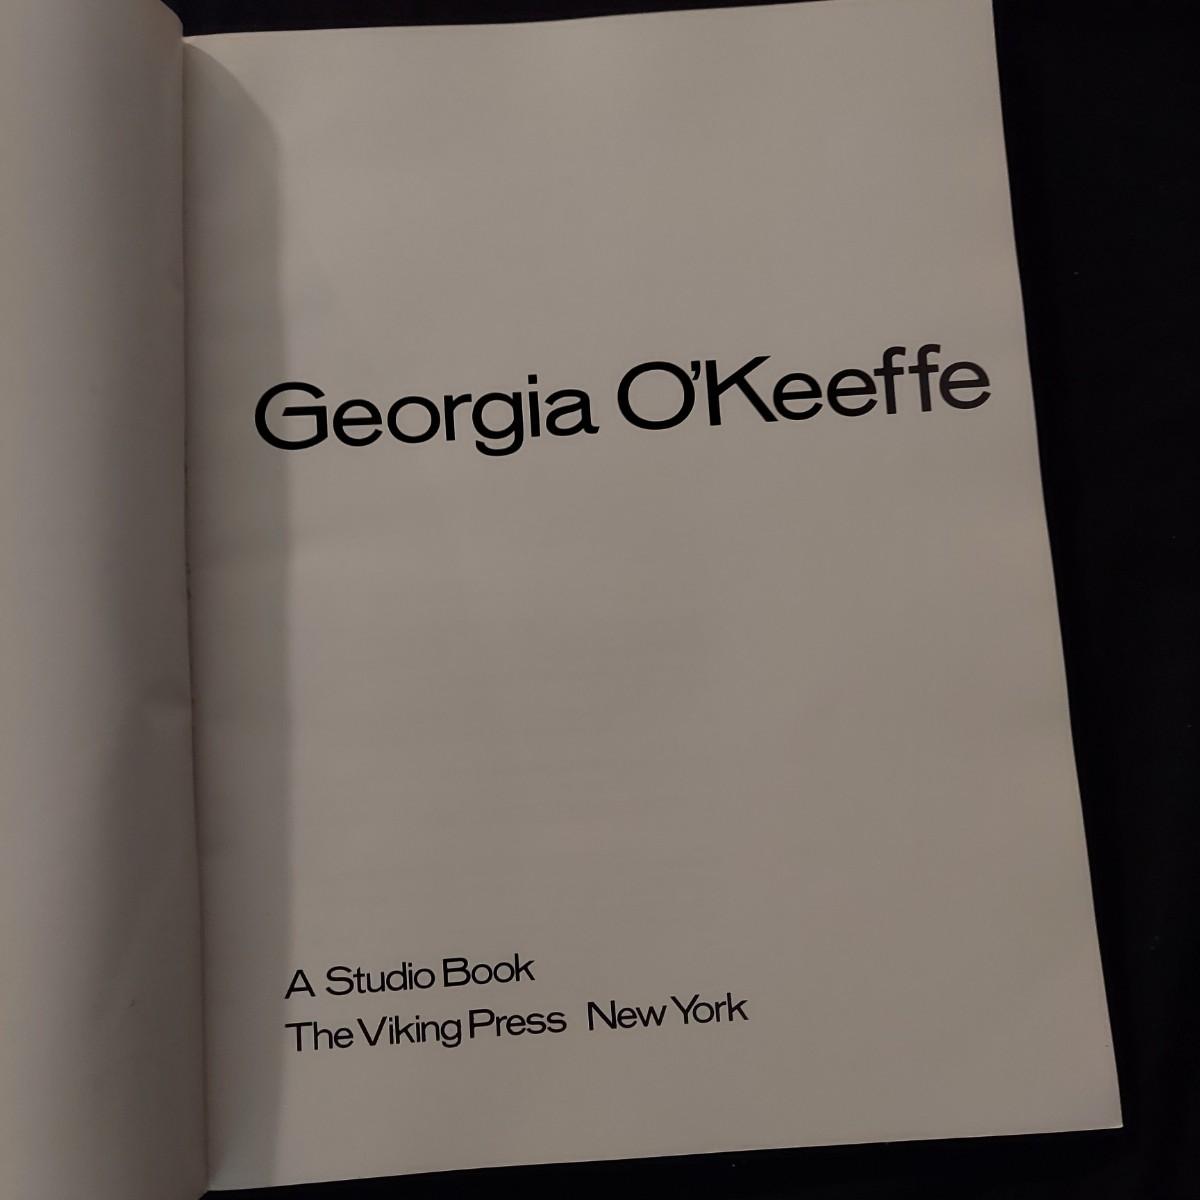 Georgia O'Keeffe
A Studio Book
The Viking Press New York